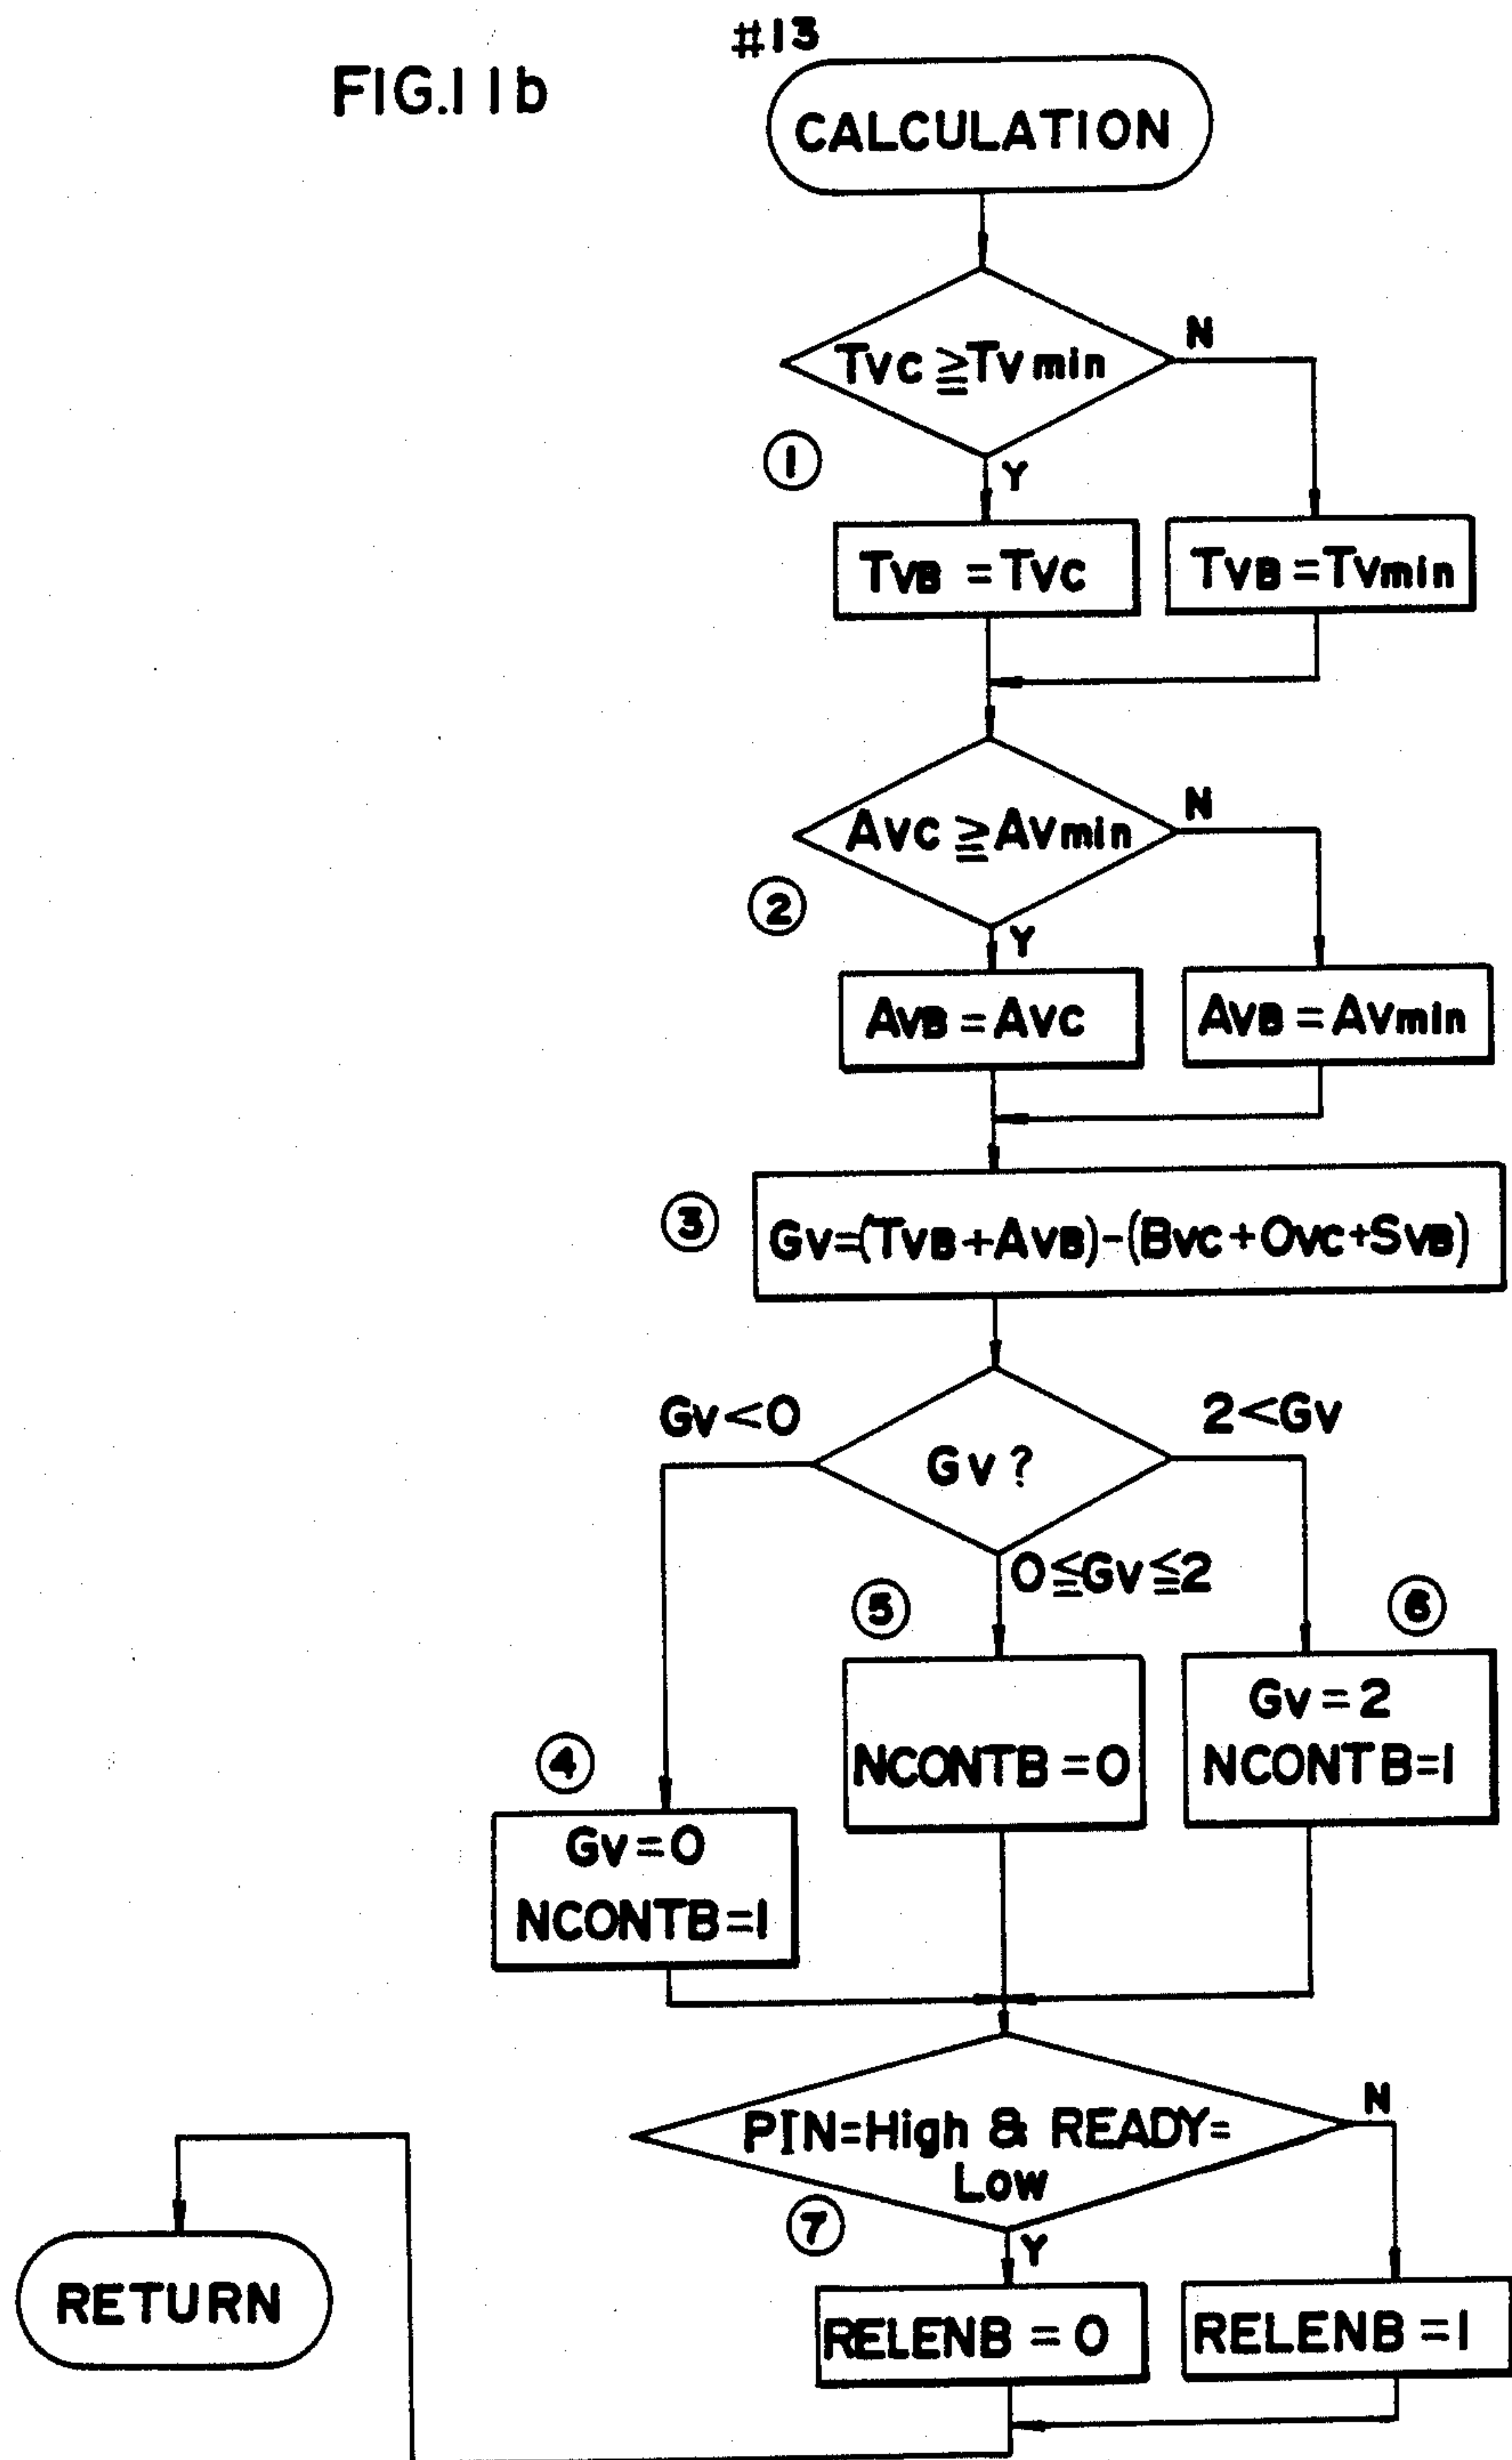 #13
FIG.11b
CALCULATION
TVC ≧ TVmin
N
①
Y
TVB = TVC
TVB = TVmin
AVC ≧ AVmin
N
②
Y
AVB = AVC
AVB = AVmin
③
GV=(TVB+AVB)-(BVC+OVC+SVB)
GV<0
2<GV
GV?
0≦GV≦2
⑤
⑥
GV=2
④
NCONTB=0
NCONTB=1
GV=0
NCONTB=1
N
PIN=High & READY=
Low
⑦
Y
RETURN
RELENB = 0
RELENB = 1